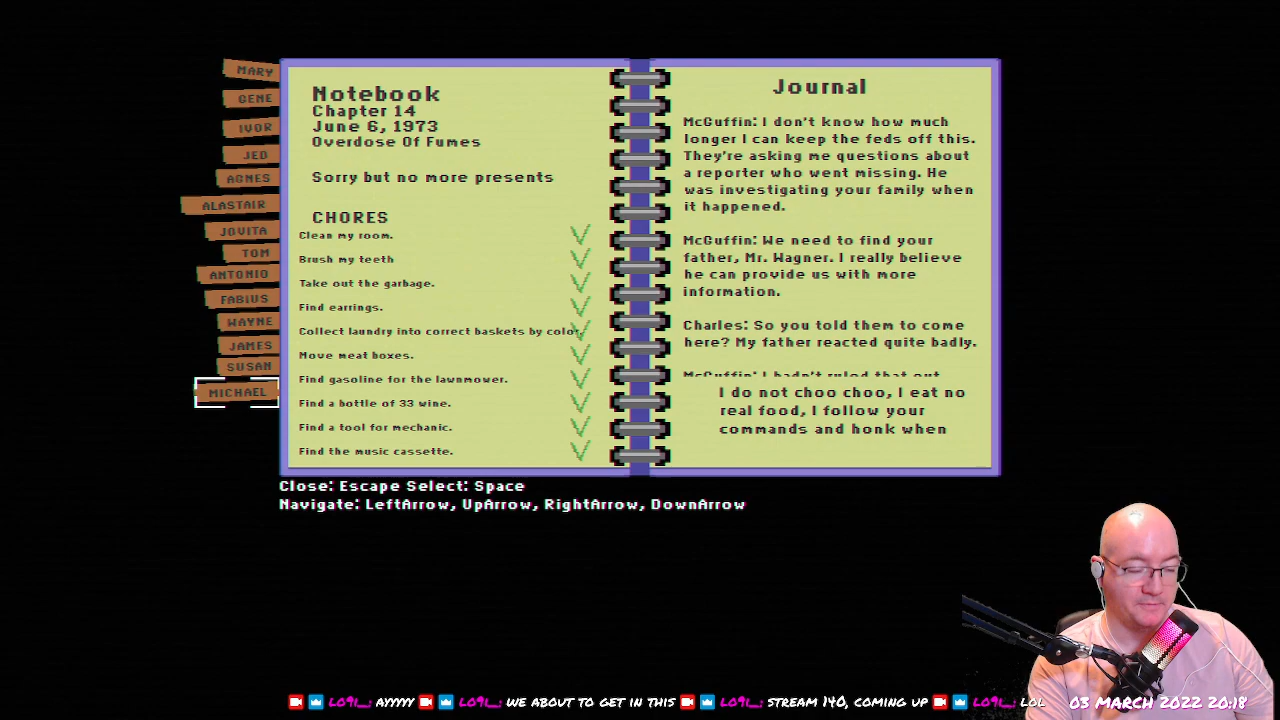 MARY
GENE
IVOR
JED
AGNES
ALASTAIR
JOVITA
TOM
ANTONIO
FABIUS
WAYNE
JAMES
SUSAN
MICHAEL
Notebook
Chapter 14
June 6, 1973
Overdose Of Fumes
Sorry but no more presents
CHORES
Clean my room.
Brush my teeth
Take out the garbage.
Find earrings.
Collect laundry into correct baskets by color.
Move meat boxes.
Find gasoline for the lawnmower.
Find a bottle of 33 wine.
Find a tool for mechanic.
Find the music cassette.
Journal
McGuffin: I don't know how much
longer I can keep the feds off this.
They're asking me questions about
a reporter who went missing. He
was investigating your family when
it happened.
McGuffin: We need to find your
father, Mr. Wagner. I really believe
he can provide us with more
information.
Charles: So you told them to come
here? My father reacted quite badly.
McGuffin: I hadn't ruled that out
I do not choo choo, I eat no
real food, I follow your
commands and honk when
Close: Escape Select: Space
Navigate: LeftArrow, UpArrow, RightArrow, DownArrow
LO9I_: AYYYY LO9I_: WE ABOUT TO GET IN THIS LO9I_: STREAM 140, COMING UP LO9I_: LOL
03 MARCH 2022 20:18